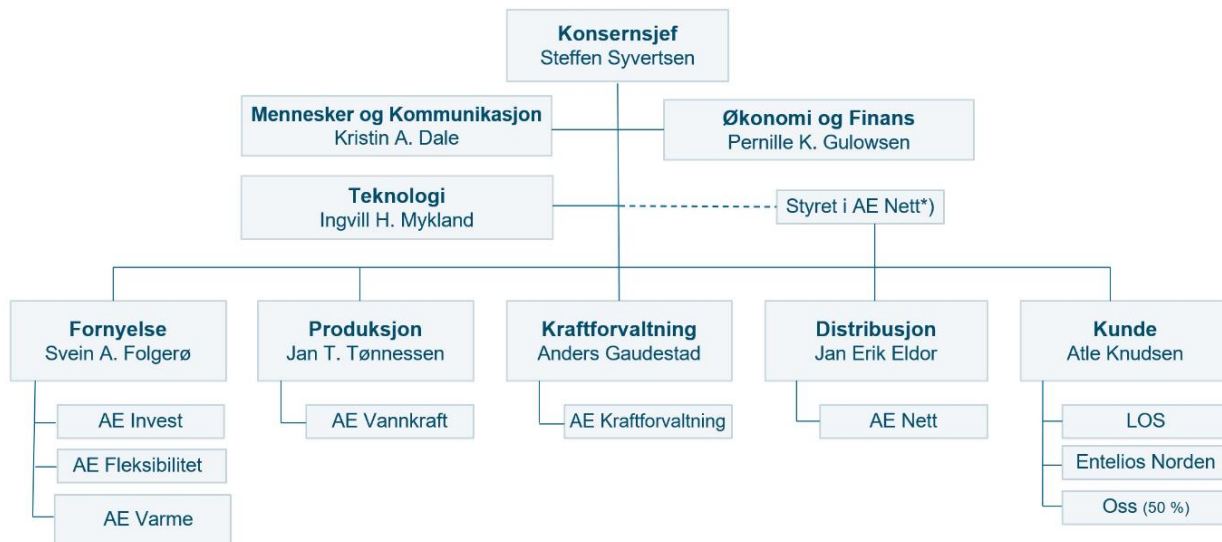 Konsernsjef
Steffen Syvertsen
Mennesker og Kommunikasjon
Kristin A. Dale
Økonomi og Finans
Pernille K. Gulowsen
Teknologi
Ingvill H. Mykland
Styret i AE Nett*)
Fornyelse
Svein A. Folgerø
Produksjon
Jan T. Tønnessen
Kraftforvaltning
Anders Gaudestad
Distribusjon
Jan Erik Eldor
Kunde
Atle Knudsen
AE Invest
AE Fleksibilitet
AE Varme
AE Vannkraft
AE Kraftforvaltning
AE Nett
LOS
Entelios Norden
Oss (50 %)